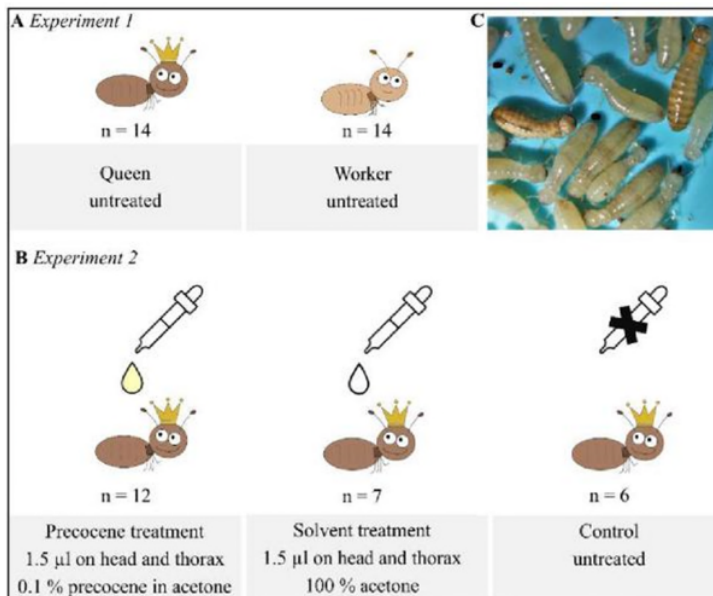 A Experiment 1
C
n = 14
n = 14
Queen
untreated
Worker
untreated
B Experiment 2
n = 12
n = 7
n = 6
Precocene treatment
1.5 µl on head and thorax
0.1 % precocene in acetone
Solvent treatment
1.5 µl on head and thorax
100 % acetone
Control
untreated